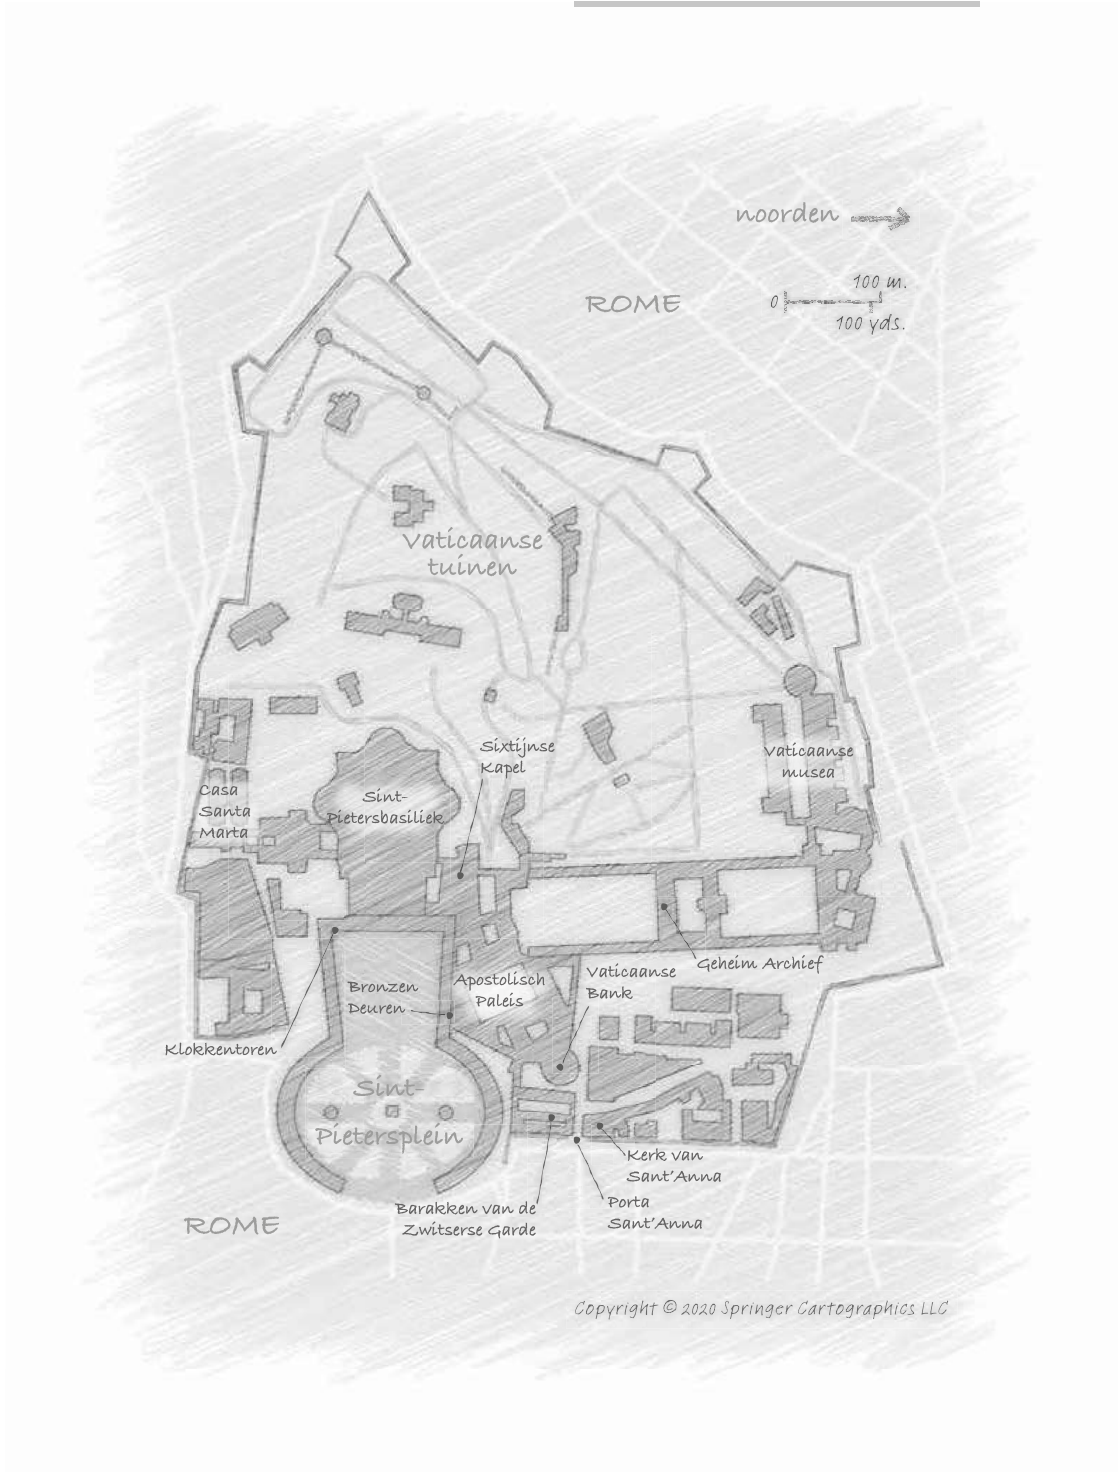 noorden
100 m.
ROME
0
100 yds.
Vaticaanse
tuinen
Sixtijnse
Kapel
Vaticaanse
musea
Casa
Santa
Marta
Sint-
Pietersbasiliek
Geheim Archief
Vaticaanse
Bank
Apostolisch
Paleis
Bronzen
Deuren
Klokkentoren
Sint-
Pietersplein
Kerk van
Sant'Anna
Porta
Sant'Anna
Barakken van de
Zwitserse Garde
ROME
Copyright © 2020 Springer Cartographics LLC